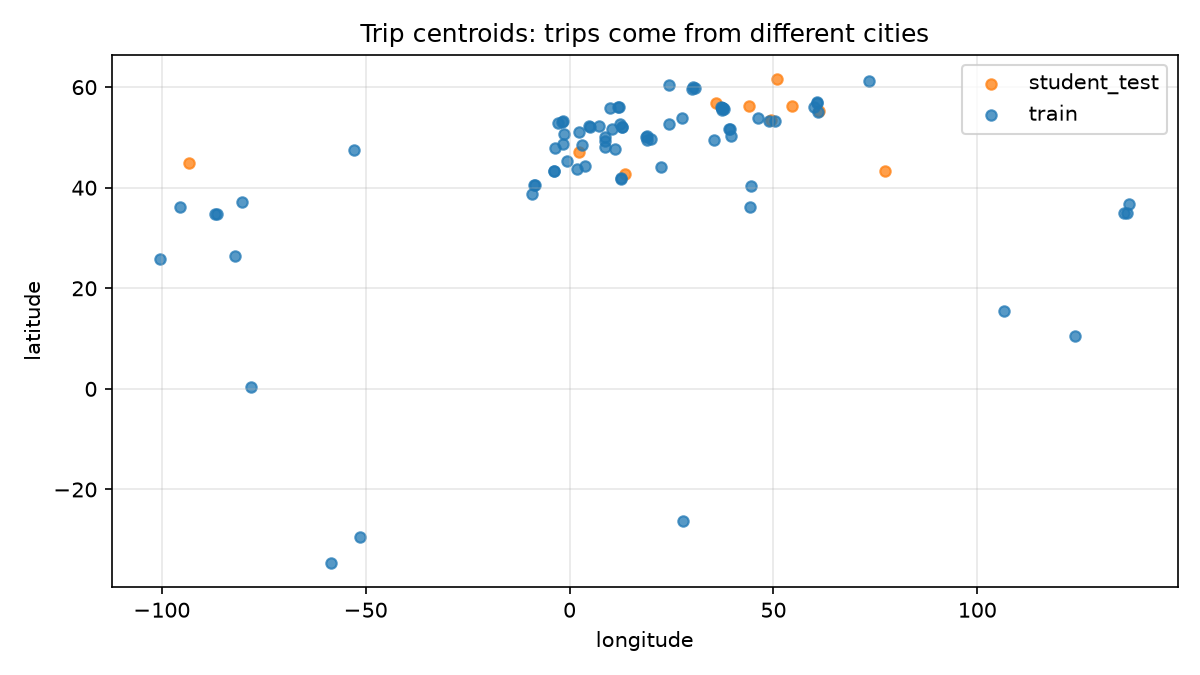 Trip centroids: trips come from different cities
student_test
train
60
40
20
0
−20
latitude
−100
−50
0
50
100
longitude